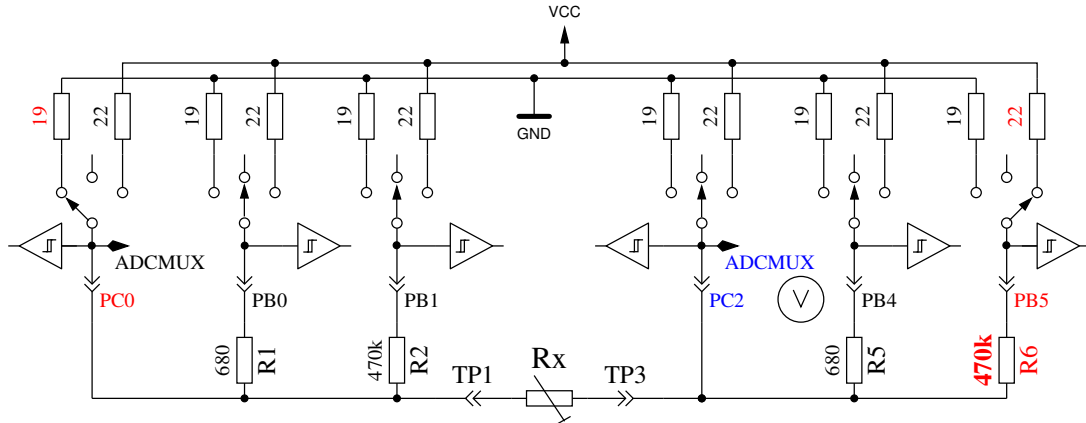 VCC
19
22
19
22
19
22
GND
19
22
19
22
19
22
ADCMUX
ADCMUX
PC0
PB0
PB1
PC2
V
PB4
PB5
680
R1
470k
R2
TP1
Rx
TP3
680
R5
470k
R6